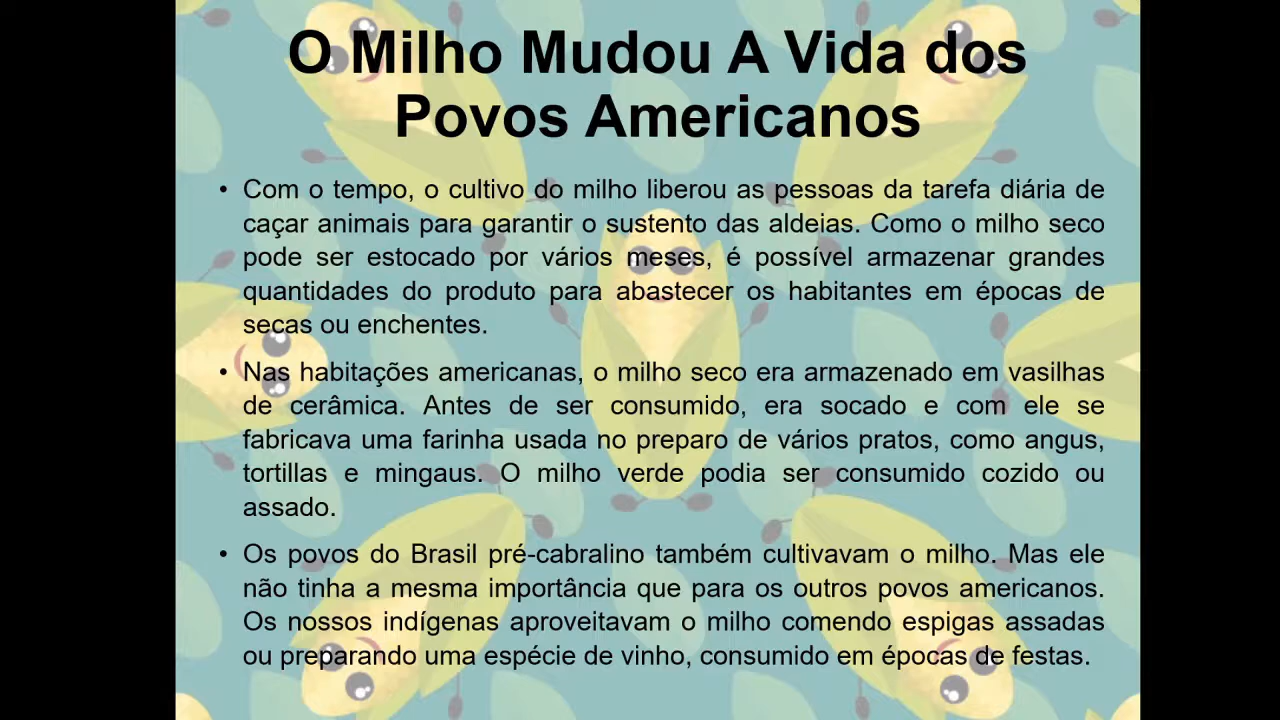 O Milho Mudou A Vida dos
Povos Americanos
• Com o tempo, o cultivo do milho liberou as pessoas da tarefa diária de
caçar animais para garantir o sustento das aldeias. Como o milho seco
pode ser estocado por vários meses, é possível armazenar grandes
quantidades do produto para abastecer os habitantes em épocas de
secas ou enchentes.
• Nas habitações americanas, o milho seco era armazenado em vasilhas
de cerâmica. Antes de ser consumido, era socado e com ele se
fabricava uma farinha usada no preparo de vários pratos, como angus,
tortillas e mingaus. O milho verde podia ser consumido cozido ou
assado.
• Os povos do Brasil pré-cabralino também cultivavam o milho. Mas ele
não tinha a mesma importância que para os outros povos americanos.
Os nossos indígenas aproveitavam o milho comendo espigas assadas
ou preparando uma espécie de vinho, consumido em épocas de festas.